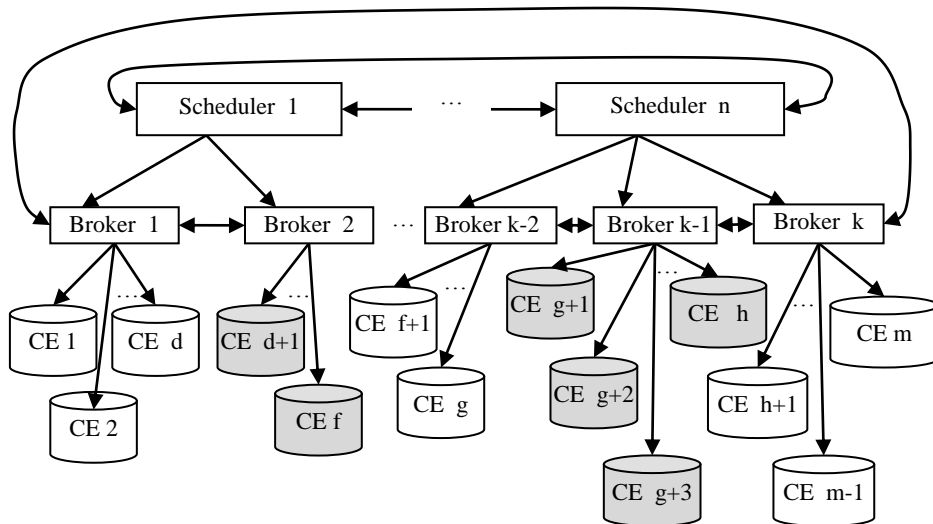 Scheduler 1
...
Scheduler n
Broker 1
Broker 2
...
Broker k-2
Broker k-1
Broker k
...
...
...
...
...
CE 1
CE d
CE d+1
CE f+1
CE g+1
CE h
CE m
CE 2
CE f
CE g
CE g+2
CE h+1
CE g+3
CE m-1